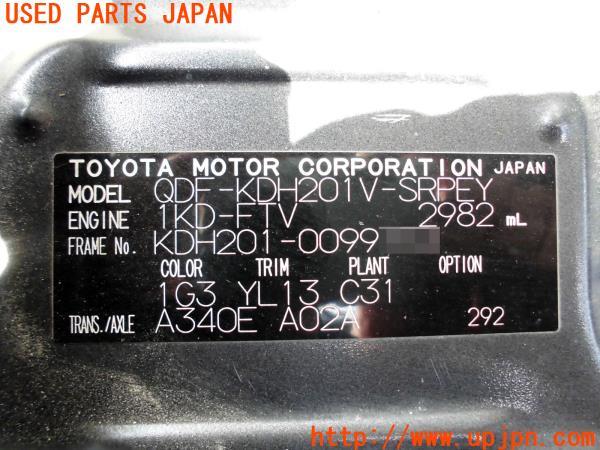 USED PARTS JAPAN
TOYOTA MOTOR CORPORATION JAPAN
MODEL QDF-KDH201V-SRPEY
ENGINE 1KD-FTV 2982 mL
FRAME No. KDH201-0099
COLOR TRIM PLANT OPTION
1G3 YL13 C31
TRANS./AXLE A340E A02A 292
http://www.upjpn.com/